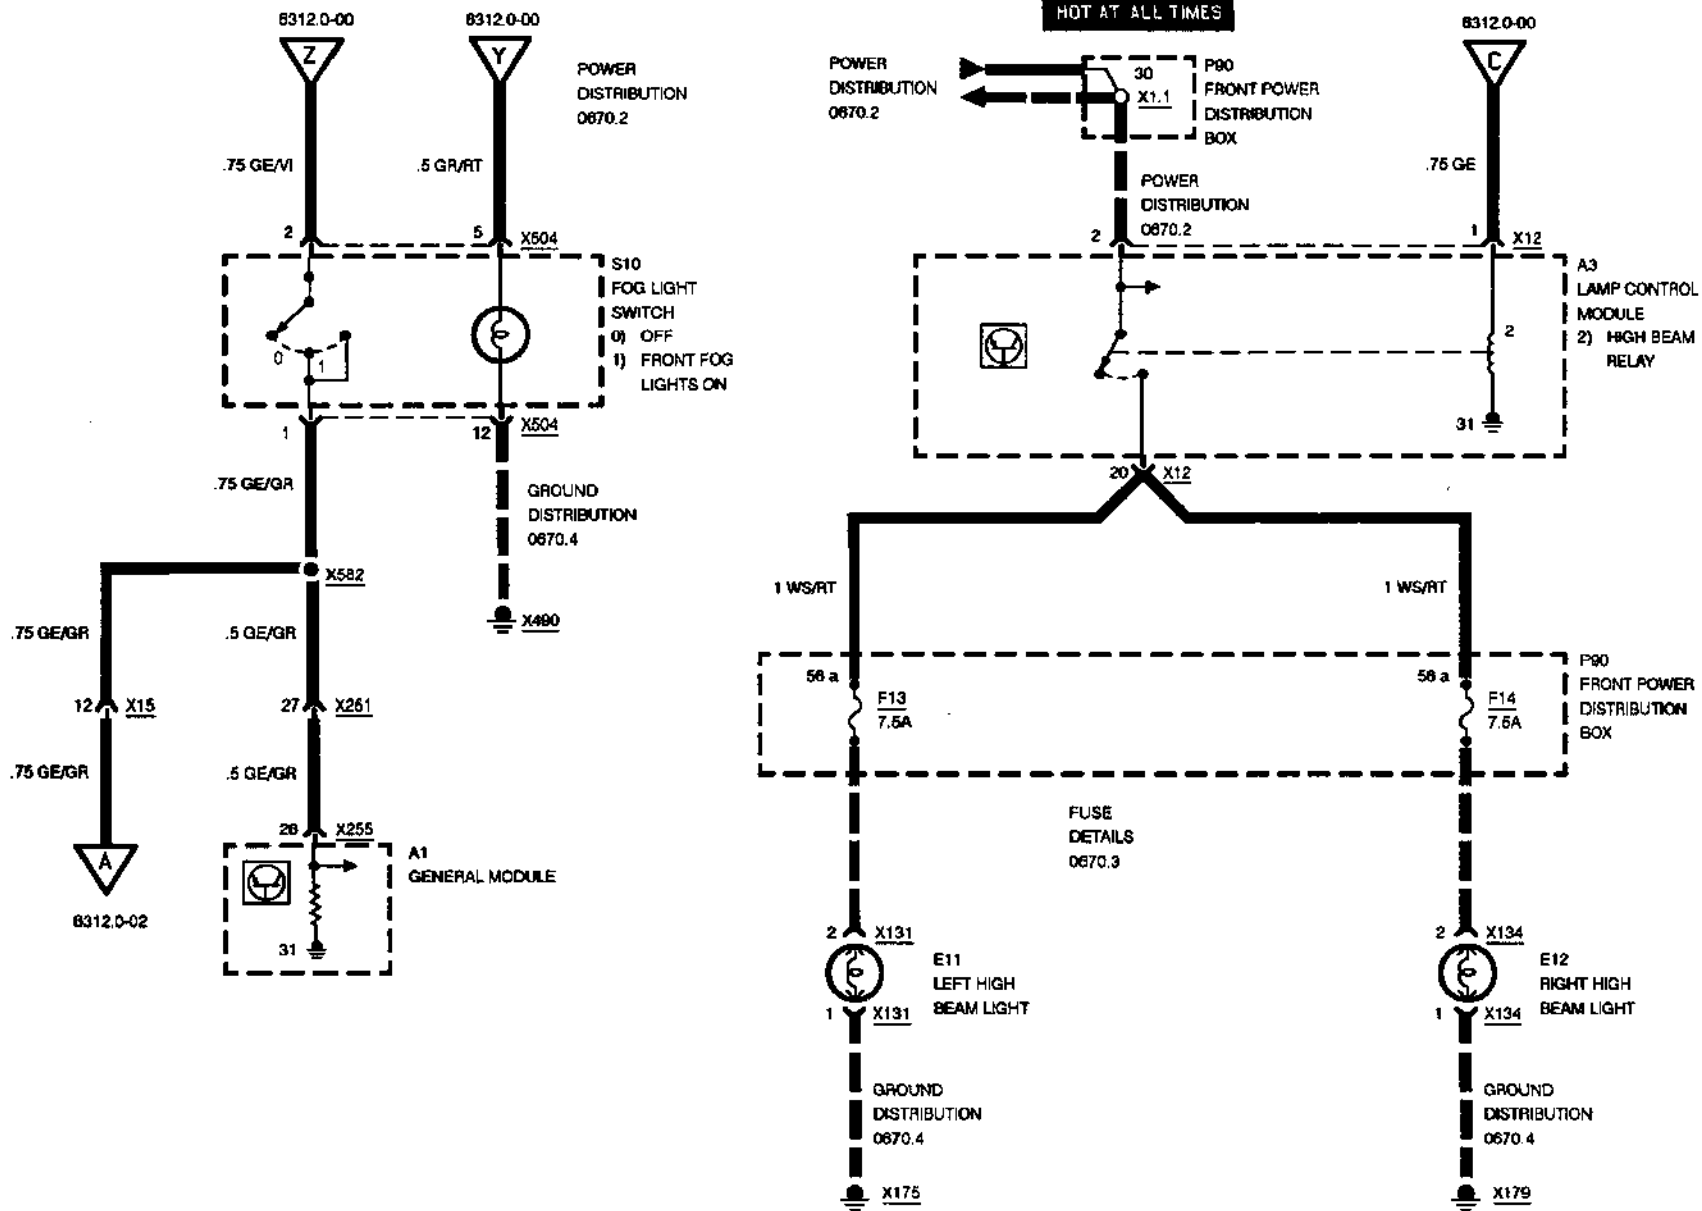 6312.0-00
Z
6312.0-00
Y
POWER
DISTRIBUTION
0670.2
.75 GE/VI
.5 GR/RT
2
5
X504
S10
FOG LIGHT
SWITCH
0) OFF
1) FRONT FOG
LIGHTS ON
0
1
1
12
X504
.75 GE/GR
GROUND
DISTRIBUTION
0670.4
X490
X582
.75 GE/GR
.5 GE/GR
12
X15
27
X251
.75 GE/GR
.5 GE/GR
A
6312.0-02
26
X255
A1
GENERAL MODULE
31
HOT AT ALL TIMES
POWER
DISTRIBUTION
0670.2
30
X1.1
P90
FRONT POWER
DISTRIBUTION
BOX
6312.0-00
C
.75 GE
POWER
DISTRIBUTION
0670.2
2
1
X12
A3
LAMP CONTROL
MODULE
2) HIGH BEAM
RELAY
2
31
20
X12
1 WS/RT
1 WS/RT
56 a
F13
7.5A
56 a
F14
7.5A
P90
FRONT POWER
DISTRIBUTION
BOX
FUSE
DETAILS
0670.3
2
X131
E11
LEFT HIGH
BEAM LIGHT
1
X131
2
X134
E12
RIGHT HIGH
BEAM LIGHT
1
X134
GROUND
DISTRIBUTION
0670.4
X175
GROUND
DISTRIBUTION
0670.4
X179